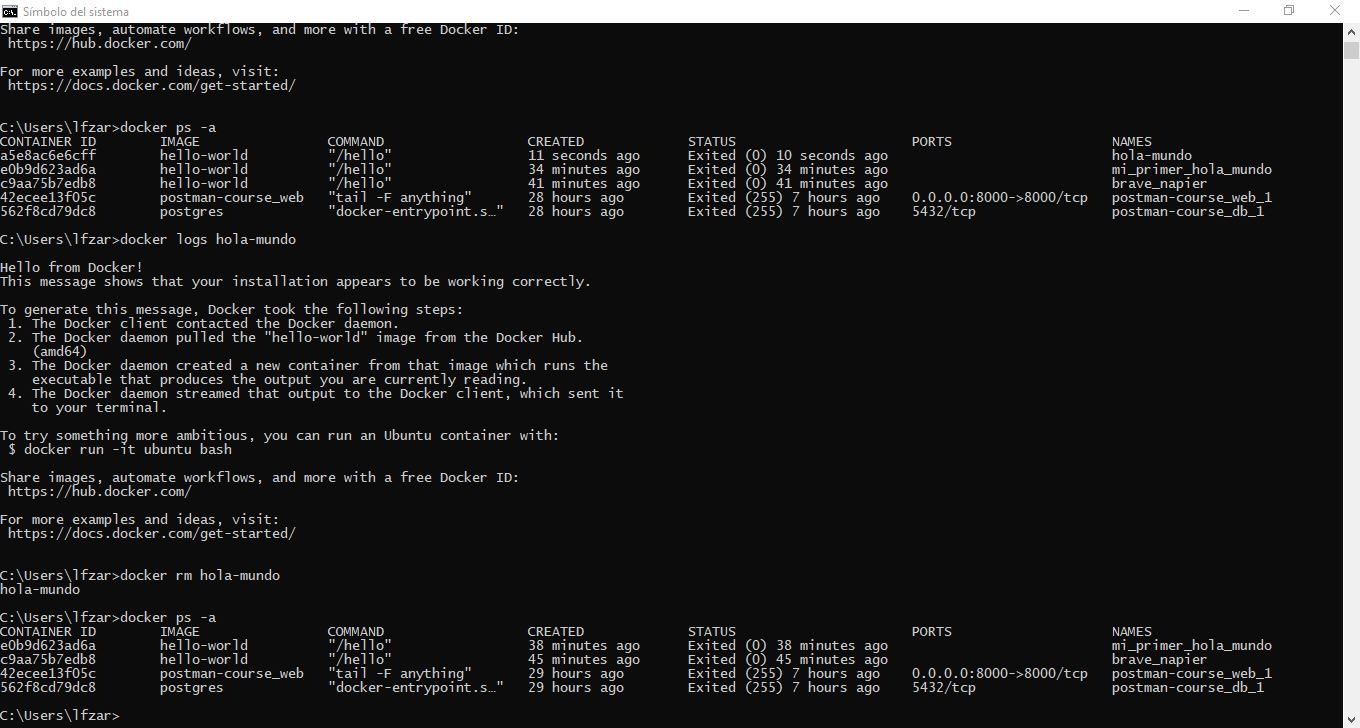 Símbolo del sistema
Share images, automate workflows, and more with a free Docker ID:
 https://hub.docker.com/

For more examples and ideas, visit:
 https://docs.docker.com/get-started/

C:\Users\lfzar>docker ps -a
CONTAINER ID        IMAGE                COMMAND                  CREATED             STATUS                      PORTS                    NAMES
a5e8ac6e6cff        hello-world          "/hello"                 11 seconds ago      Exited (0) 10 seconds ago                            hola-mundo
e0b9d623ad6a        hello-world          "/hello"                 34 minutes ago      Exited (0) 34 minutes ago                            mi_primer_hola_mundo
c9aa75b7edb8        hello-world          "/hello"                 41 minutes ago      Exited (0) 41 minutes ago                            brave_napier
42ecee13f05c        postman-course_web   "tail -F anything"       28 hours ago        Exited (255) 7 hours ago    0.0.0.0:8000->8000/tcp   postman-course_web_1
562f8cd79dc8        postgres             "docker-entrypoint.s…"   28 hours ago        Exited (255) 7 hours ago    5432/tcp                 postman-course_db_1

C:\Users\lfzar>docker logs hola-mundo

Hello from Docker!
This message shows that your installation appears to be working correctly.

To generate this message, Docker took the following steps:
 1. The Docker client contacted the Docker daemon.
 2. The Docker daemon pulled the "hello-world" image from the Docker Hub.
    (amd64)
 3. The Docker daemon created a new container from that image which runs the
    executable that produces the output you are currently reading.
 4. The Docker daemon streamed that output to the Docker client, which sent it
    to your terminal.

To try something more ambitious, you can run an Ubuntu container with:
 $ docker run -it ubuntu bash

Share images, automate workflows, and more with a free Docker ID:
 https://hub.docker.com/

For more examples and ideas, visit:
 https://docs.docker.com/get-started/

C:\Users\lfzar>docker rm hola-mundo
hola-mundo

C:\Users\lfzar>docker ps -a
CONTAINER ID        IMAGE                COMMAND                  CREATED             STATUS                      PORTS                    NAMES
e0b9d623ad6a        hello-world          "/hello"                 38 minutes ago      Exited (0) 38 minutes ago                            mi_primer_hola_mundo
c9aa75b7edb8        hello-world          "/hello"                 45 minutes ago      Exited (0) 45 minutes ago                            brave_napier
42ecee13f05c        postman-course_web   "tail -F anything"       29 hours ago        Exited (255) 7 hours ago    0.0.0.0:8000->8000/tcp   postman-course_web_1
562f8cd79dc8        postgres             "docker-entrypoint.s…"   29 hours ago        Exited (255) 7 hours ago    5432/tcp                 postman-course_db_1

C:\Users\lfzar>